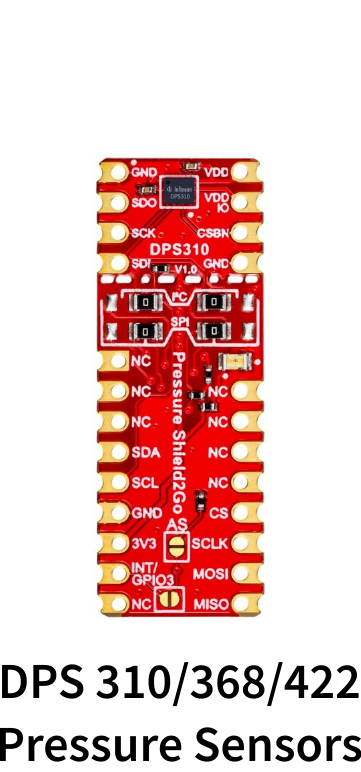 GND VDD
Infineon
DPS310
SDO VDD IO
SCK CSBN
DPS310
SDI GND
V1.0
I²C
SPI
NC
NC NC
NC NC
SDA NC
SCL NC
Pressure Shield2Go
GND CS
AS
3V3 SCLK
INT/
GPIO3 MOSI
NC MISO
DPS 310/368/422
Pressure Sensors